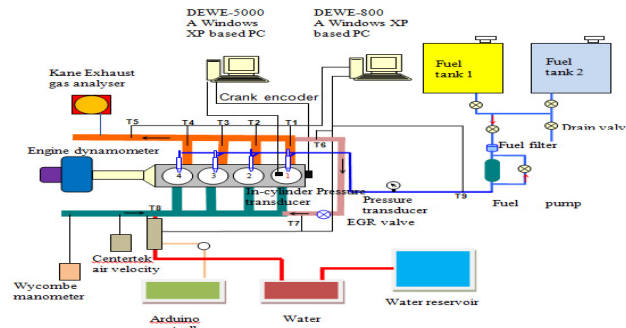 DEWE-5000
A Windows
XP based PC
DEWE-800
A Windows XP
based PC
Kane Exhaust
gas analyser
Fuel
tank 1
Fuel
tank 2
Crank encoder
T5
T4
T3
T2
T1
T6
Drain valv
Fuel filter
Engine dynamometer
4
3
2
1
In-cylinder Pressure
transducer
Pressure
transducer
T9
Fuel pump
T8
T7
EGR valve
Centertek
air velocity
Wycombe
manometer
Arduino
Water
Water reservoir